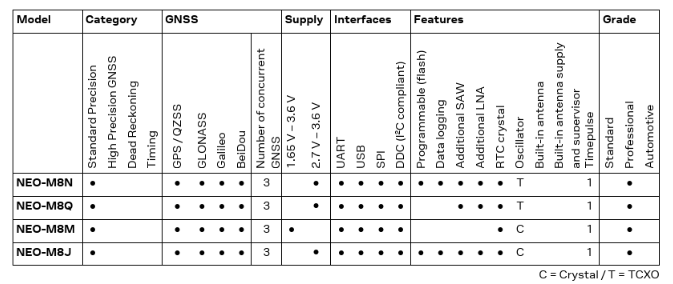 Model Category GNSS Supply Interfaces Features Grade
Standard Precision
High Precision GNSS
Dead Reckoning
Timing
GPS / QZSS
GLONASS
Galileo
BeiDou
Number of concurrent
GNSS
1.65 V – 3.6 V
2.7 V – 3.6 V
UART
USB
SPI
DDC (I²C compliant)
Programmable (flash)
Data logging
Additional SAW
Additional LNA
RTC crystal
Oscillator
Built-in antenna
Built-in antenna supply
and supervisor
Timepulse
Standard
Professional
Automotive
NEO-M8N • • • • • 3 • • • • • • • • • • T 1 •
NEO-M8Q • • • • • 3 • • • • • • • • T 1 •
NEO-M8M • • • • • 3 • • • • • • C 1 •
NEO-M8J • • • • • 3 • • • • • • • • • • C 1 •
C = Crystal / T = TCXO